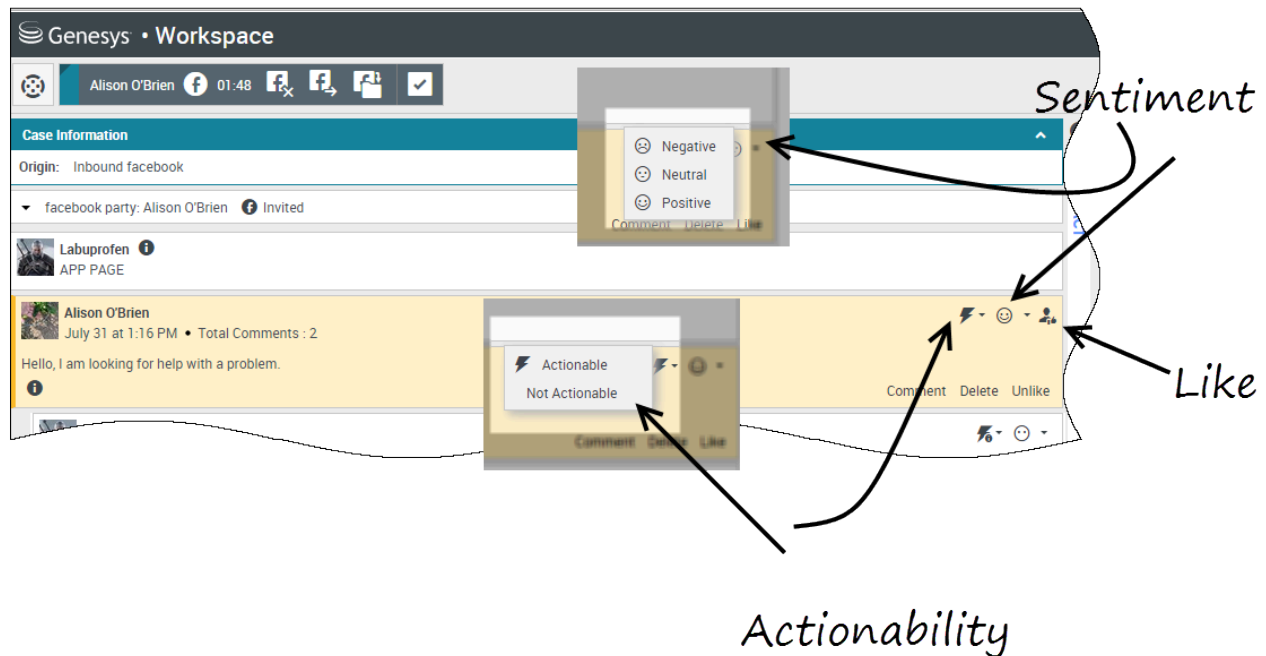 Genesys • Workspace
Alison O'Brien 01:48
Sentiment
Case Information
Negative
Neutral
Positive
Comment Delete Like
Origin: Inbound facebook
facebook party: Alison O'Brien Invited
Labuprofen
APP PAGE
Alison O'Brien
July 31 at 1:16 PM • Total Comments : 2
Hello, I am looking for help with a problem.
Actionable
Not Actionable
Comment Delete Like
Comment Delete Unlike
Like
Actionability